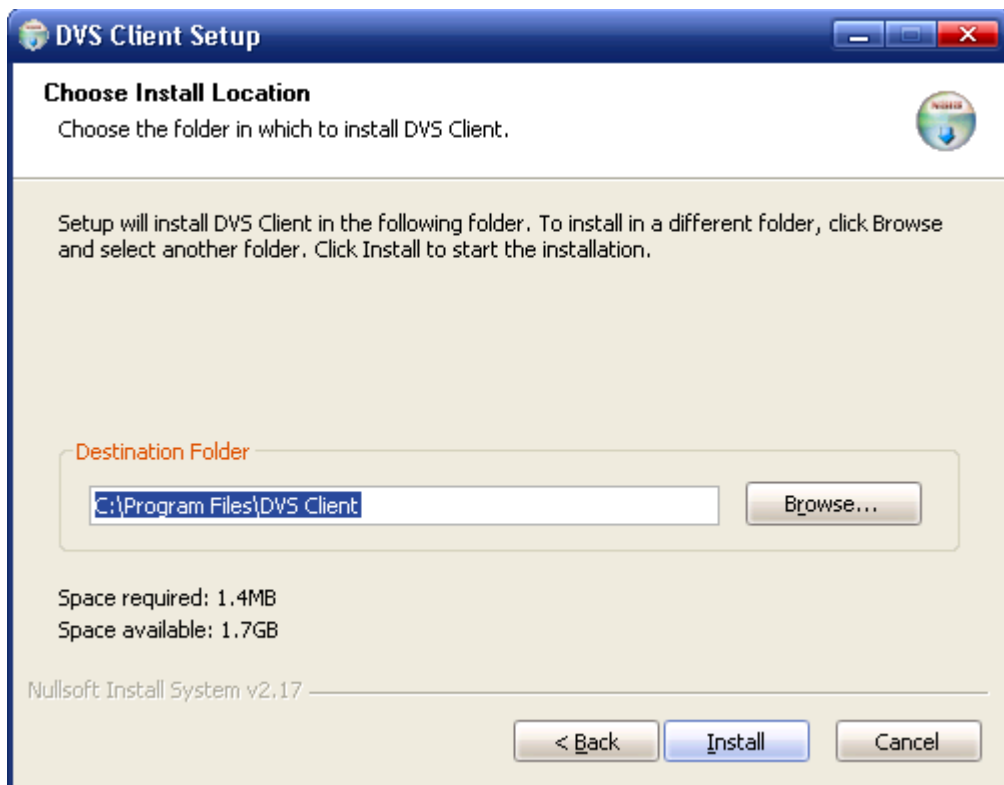 DVS Client Setup
Choose Install Location
Choose the folder in which to install DVS Client.
Setup will install DVS Client in the following folder. To install in a different folder, click Browse
and select another folder. Click Install to start the installation.
Destination Folder
C:\Program Files\DVS Client
Browse...
Space required: 1.4MB
Space available: 1.7GB
Nullsoft Install System v2.17
< Back
Install
Cancel